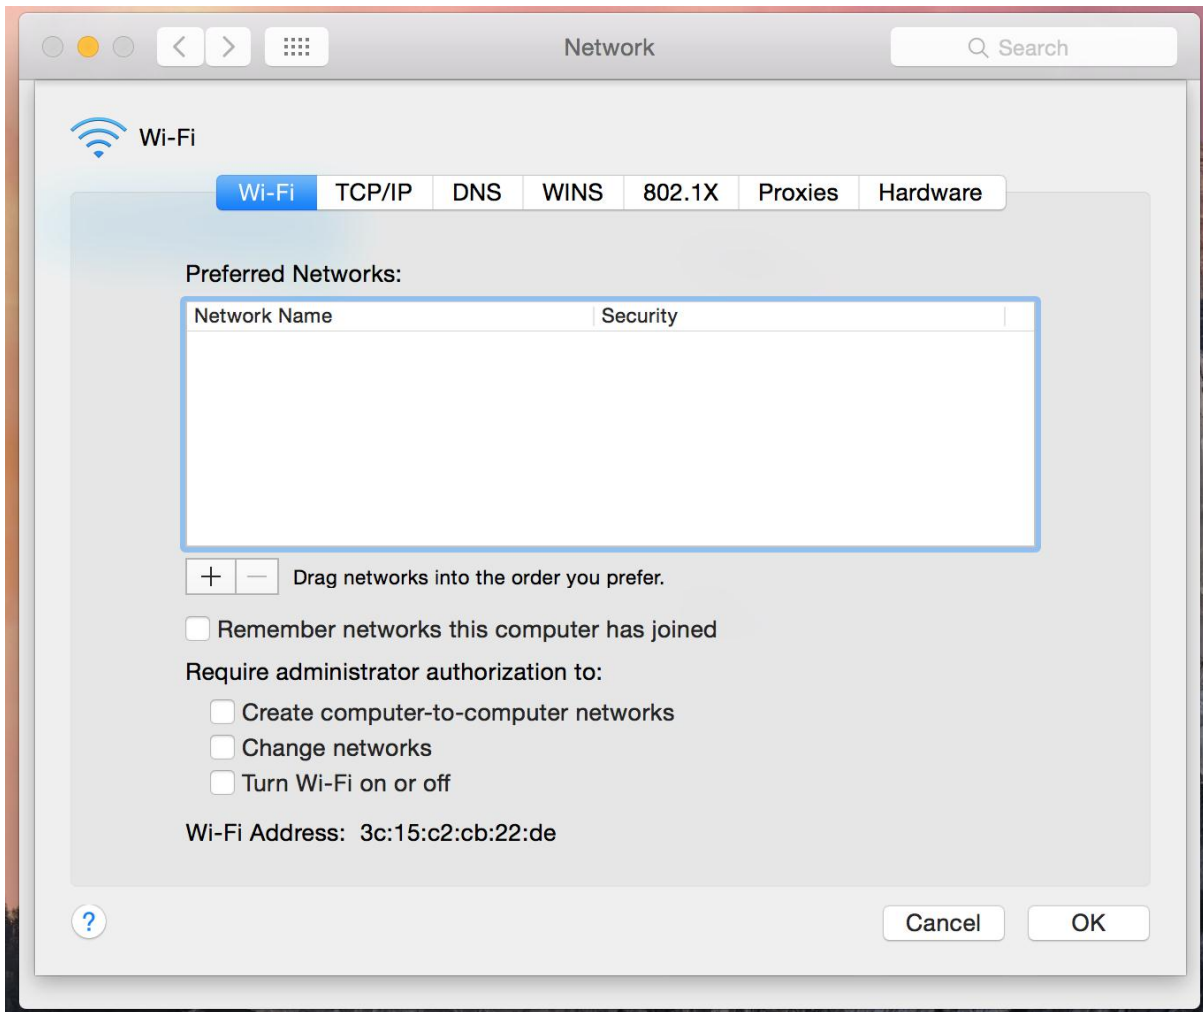 Network
Search
Wi-Fi
Wi-Fi TCP/IP DNS WINS 802.1X Proxies Hardware
Preferred Networks:
Network Name Security
+ − Drag networks into the order you prefer.
Remember networks this computer has joined
Require administrator authorization to:
Create computer-to-computer networks
Change networks
Turn Wi-Fi on or off
Wi-Fi Address: 3c:15:c2:cb:22:de
? Cancel OK